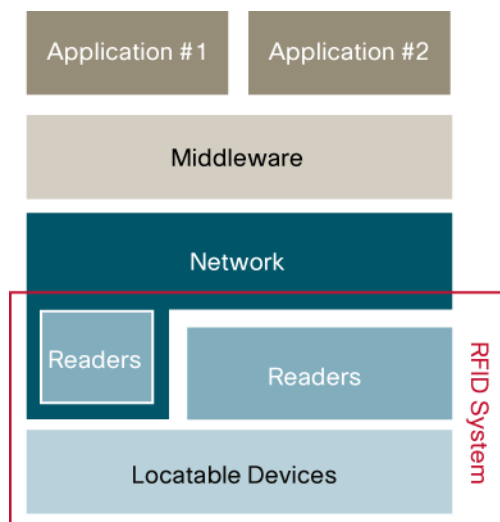 Application #1
Application #2
Middleware
Network
Readers
Readers
RFID System
Locatable Devices